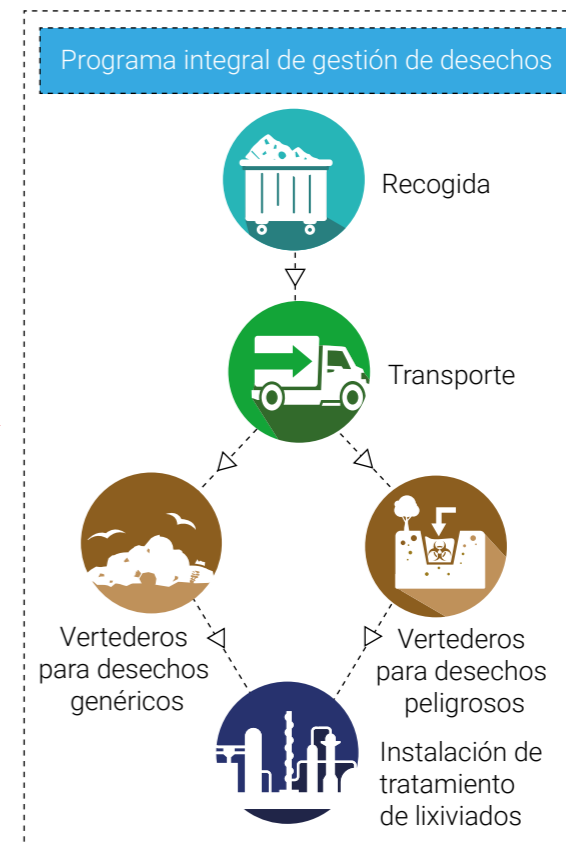 Programa integral de gestión de desechos
Recogida
Transporte
Vertederos
para desechos
genéricos
Vertederos
para desechos
peligrosos
Instalación de
tratamiento
de lixiviados